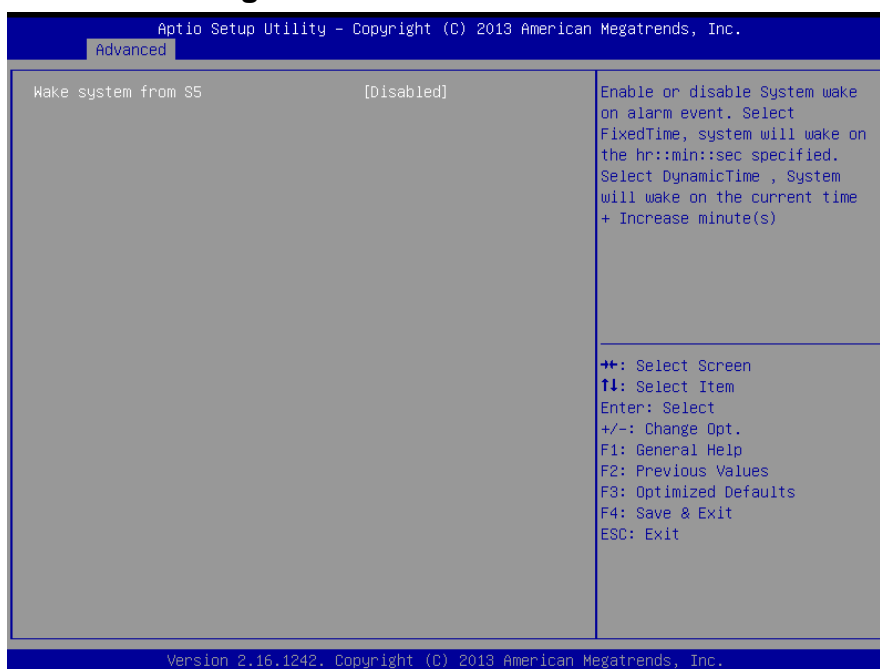 Aptio Setup Utility – Copyright (C) 2013 American Megatrends, Inc.
Advanced
Wake system from S5 [Disabled]
Enable or disable System wake
on alarm event. Select
FixedTime, system will wake on
the hr::min::sec specified.
Select DynamicTime , System
will wake on the current time
+ Increase minute(s)
→←: Select Screen
↑↓: Select Item
Enter: Select
+/-: Change Opt.
F1: General Help
F2: Previous Values
F3: Optimized Defaults
F4: Save & Exit
ESC: Exit
Version 2.16.1242. Copyright (C) 2013 American Megatrends, Inc.